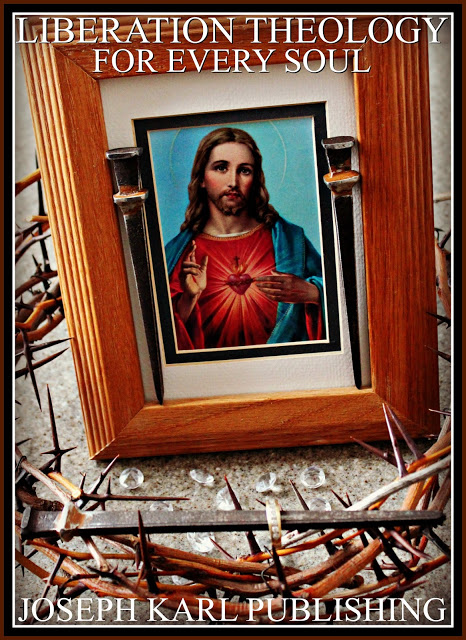 LIBERATION THEOLOGY
FOR EVERY SOUL
JOSEPH KARL PUBLISHING